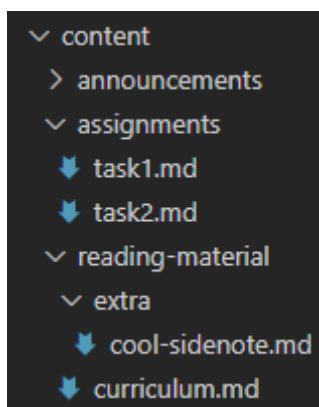 content
announcements
assignments
task1.md
task2.md
reading-material
extra
cool-sidenote.md
curriculum.md